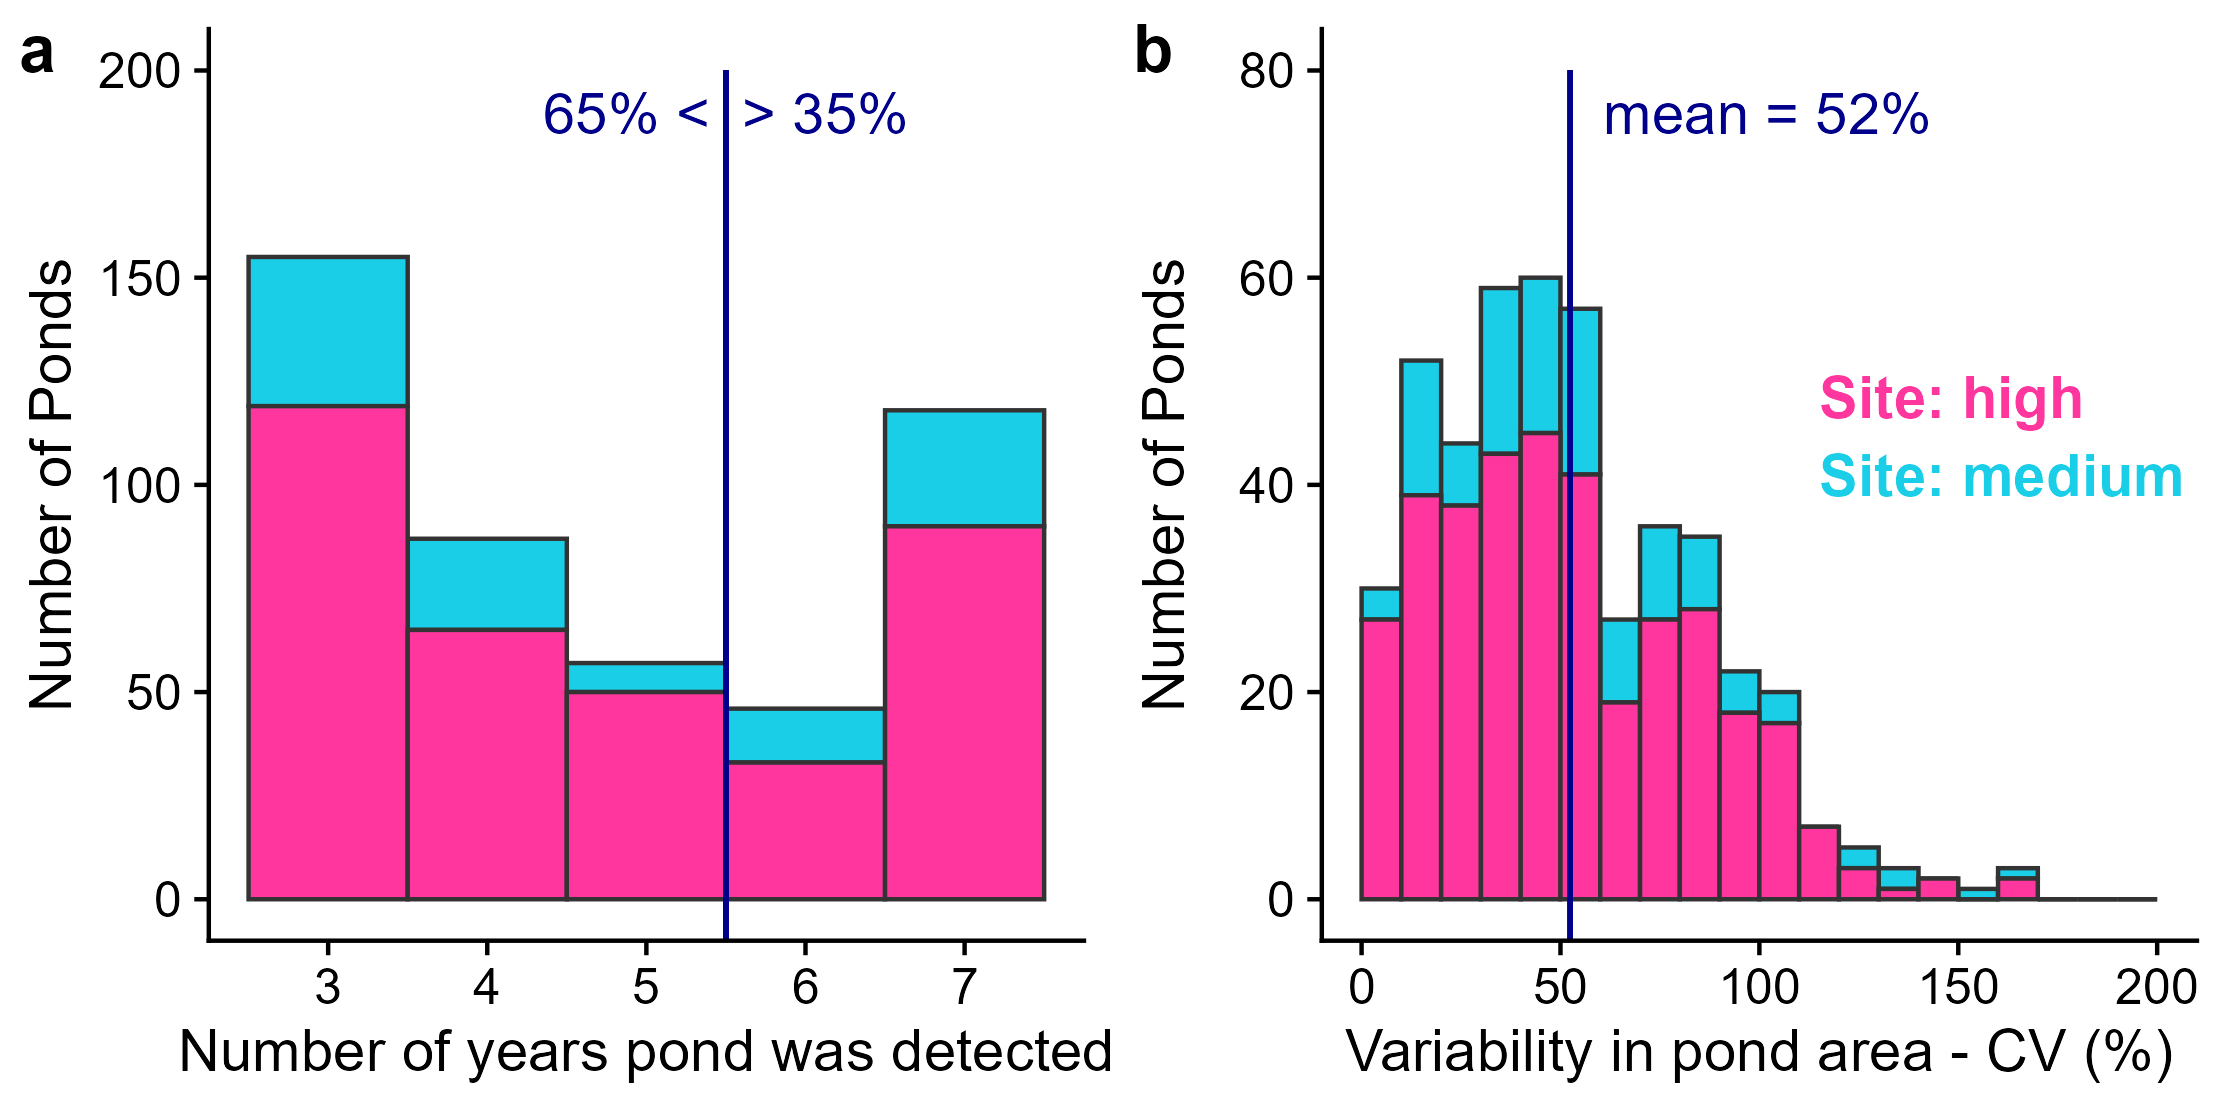 a
200
150
100
50
0
65% < > 35%
Number of Ponds
3 4 5 6 7
Number of years pond was detected
b
80
60
40
20
0
mean = 52%
Site: high
Site: medium
Number of Ponds
0 50 100 150 200
Variability in pond area - CV (%)